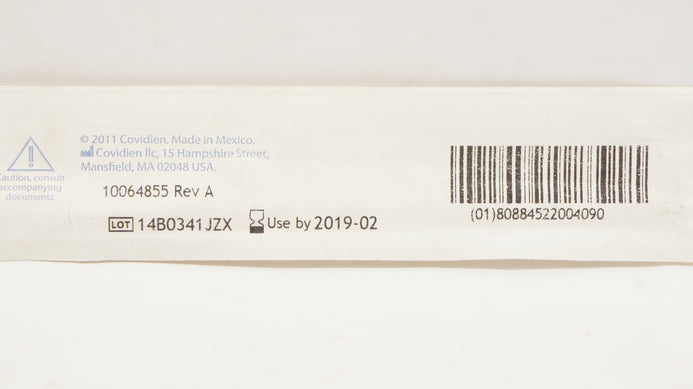 © 2011 Covidien. Made in Mexico.
Covidien llc, 15 Hampshire Street,
Mansfield, MA 02048 USA.
Caution, consult
accompanying
documents
10064855 Rev A
LOT 14B0341JZX Use by 2019-02
(01)80884522004090